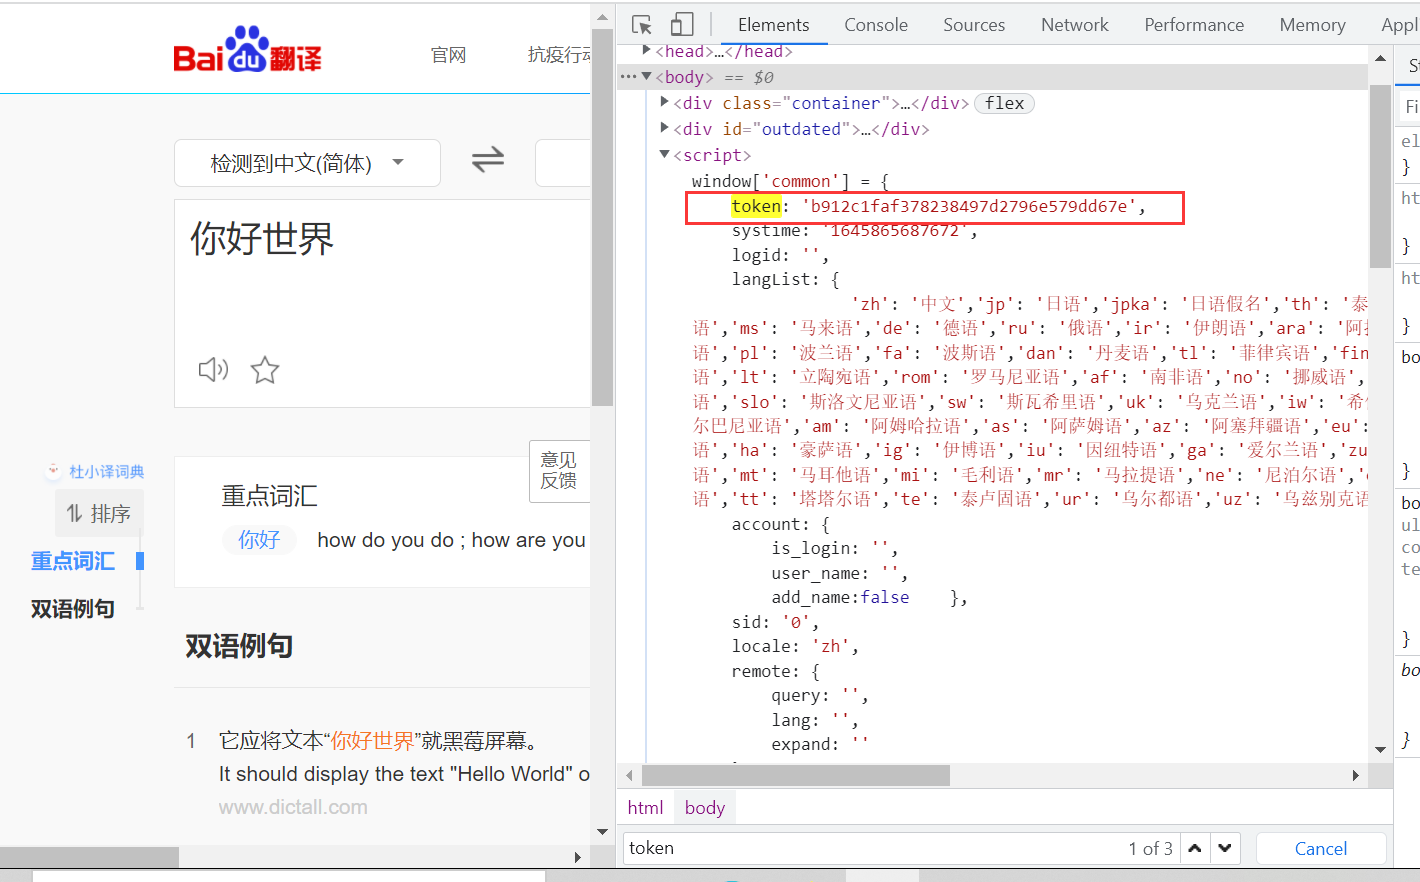 Bai du 翻译
官网
抗疫行动
检测到中文(简体)
你好世界
杜小译词典
排序
重点词汇
双语例句
意见
反馈
重点词汇
你好
how do you do ; how are you
双语例句
1
它应将文本“你好世界”就黑莓屏幕。
It should display the text "Hello World" o
www.dictall.com
Elements
Console
Sources
Network
Performance
Memory
Appl
<head>…</head>
<body> == $0
<div class="container">…</div> flex
<div id="outdated">…</div>
<script>
window['common'] = {
token: 'b912c1faf378238497d2796e579dd67e',
systime: '1645865687672',
logid: '',
langList: {
'zh': '中文','jp': '日语','jpka': '日语假名','th': '泰
语','ms': '马来语','de': '德语','ru': '俄语','ir': '伊朗语','ara': '阿拉
语','pl': '波兰语','fa': '波斯语','dan': '丹麦语','tl': '菲律宾语','fin
语','lt': '立陶宛语','rom': '罗马尼亚语','af': '南非语','no': '挪威语',
语','slo': '斯洛文尼亚语','sw': '斯瓦希里语','uk': '乌克兰语','iw': '希伯
尔巴尼亚语','am': '阿姆哈拉语','as': '阿萨姆语','az': '阿塞拜疆语','eu':
语','ha': '豪萨语','ig': '伊博语','iu': '因纽特语','ga': '爱尔兰语','zu
语','mt': '马耳他语','mi': '毛利语','mr': '马拉提语','ne': '尼泊尔语','
语','tt': '塔塔尔语','te': '泰卢固语','ur': '乌尔都语','uz': '乌兹别克语
account: {
is_login: '',
user_name: '',
add_name:false },
sid: '0',
locale: 'zh',
remote: {
query: '',
lang: '',
expand: ''
html
body
token
1 of 3
Cancel
St
Fi
el
}
ht
}
ht
}
bo
}
bo
ul
co
te
}
bo
}